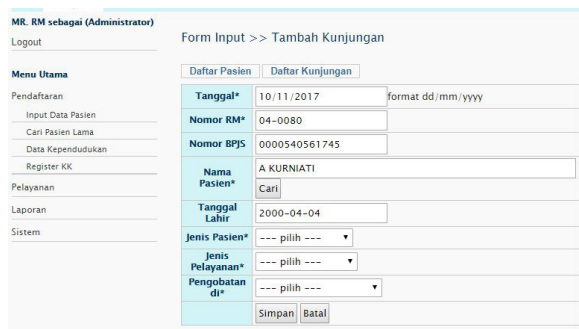 MR. RM sebagai (Administrator)
Logout
Menu Utama
Pendaftaran
Input Data Pasien
Cari Pasien Lama
Data Kependudukan
Register KK
Pelayanan
Laporan
Sistem
Form Input >> Tambah Kunjungan
Daftar Pasien Daftar Kunjungan
Tanggal* 10/11/2017 format dd/mm/yyyy
Nomor RM* 04-0080
Nomor BPJS 0000540561745
Nama Pasien* A KURNIATI
Cari
Tanggal Lahir 2000-04-04
Jenis Pasien* --- pilih ---
Jenis Pelayanan* --- pilih ---
Pengobatan di* --- pilih ---
Simpan Batal